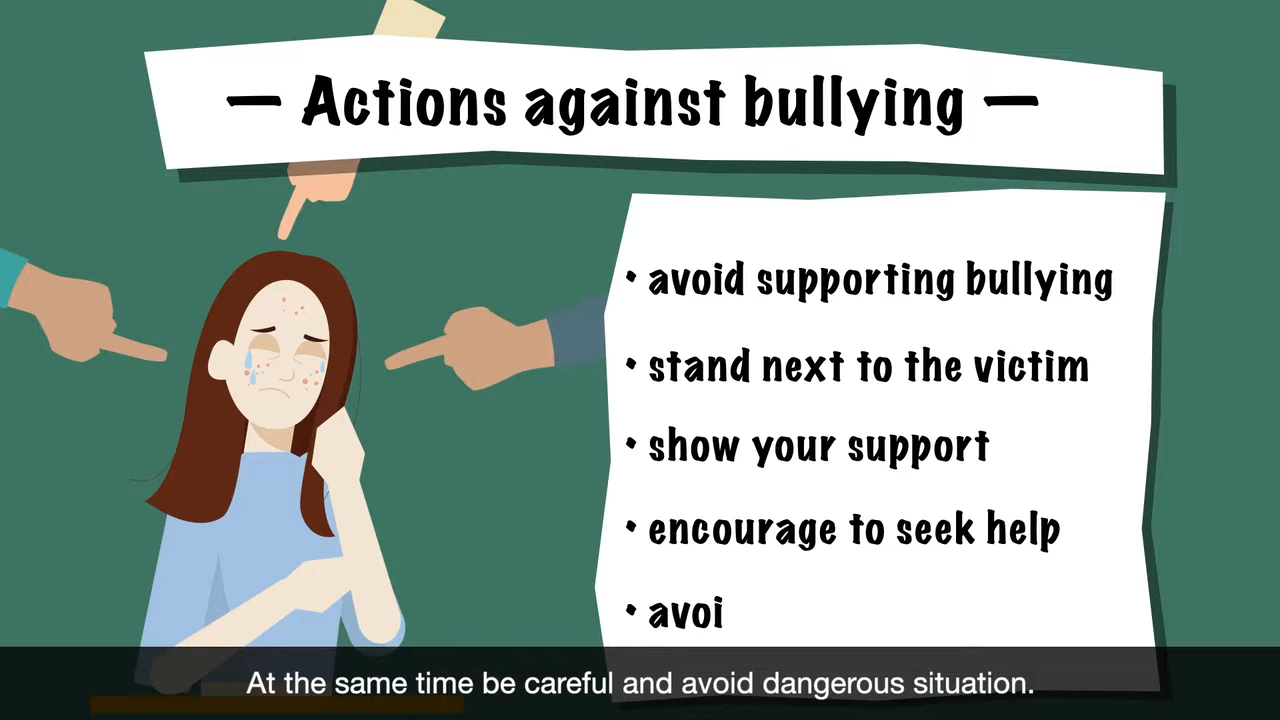 — Actions against bullying —
• avoid supporting bullying
• stand next to the victim
• show your support
• encourage to seek help
• avoi
At the same time be careful and avoid dangerous situation.